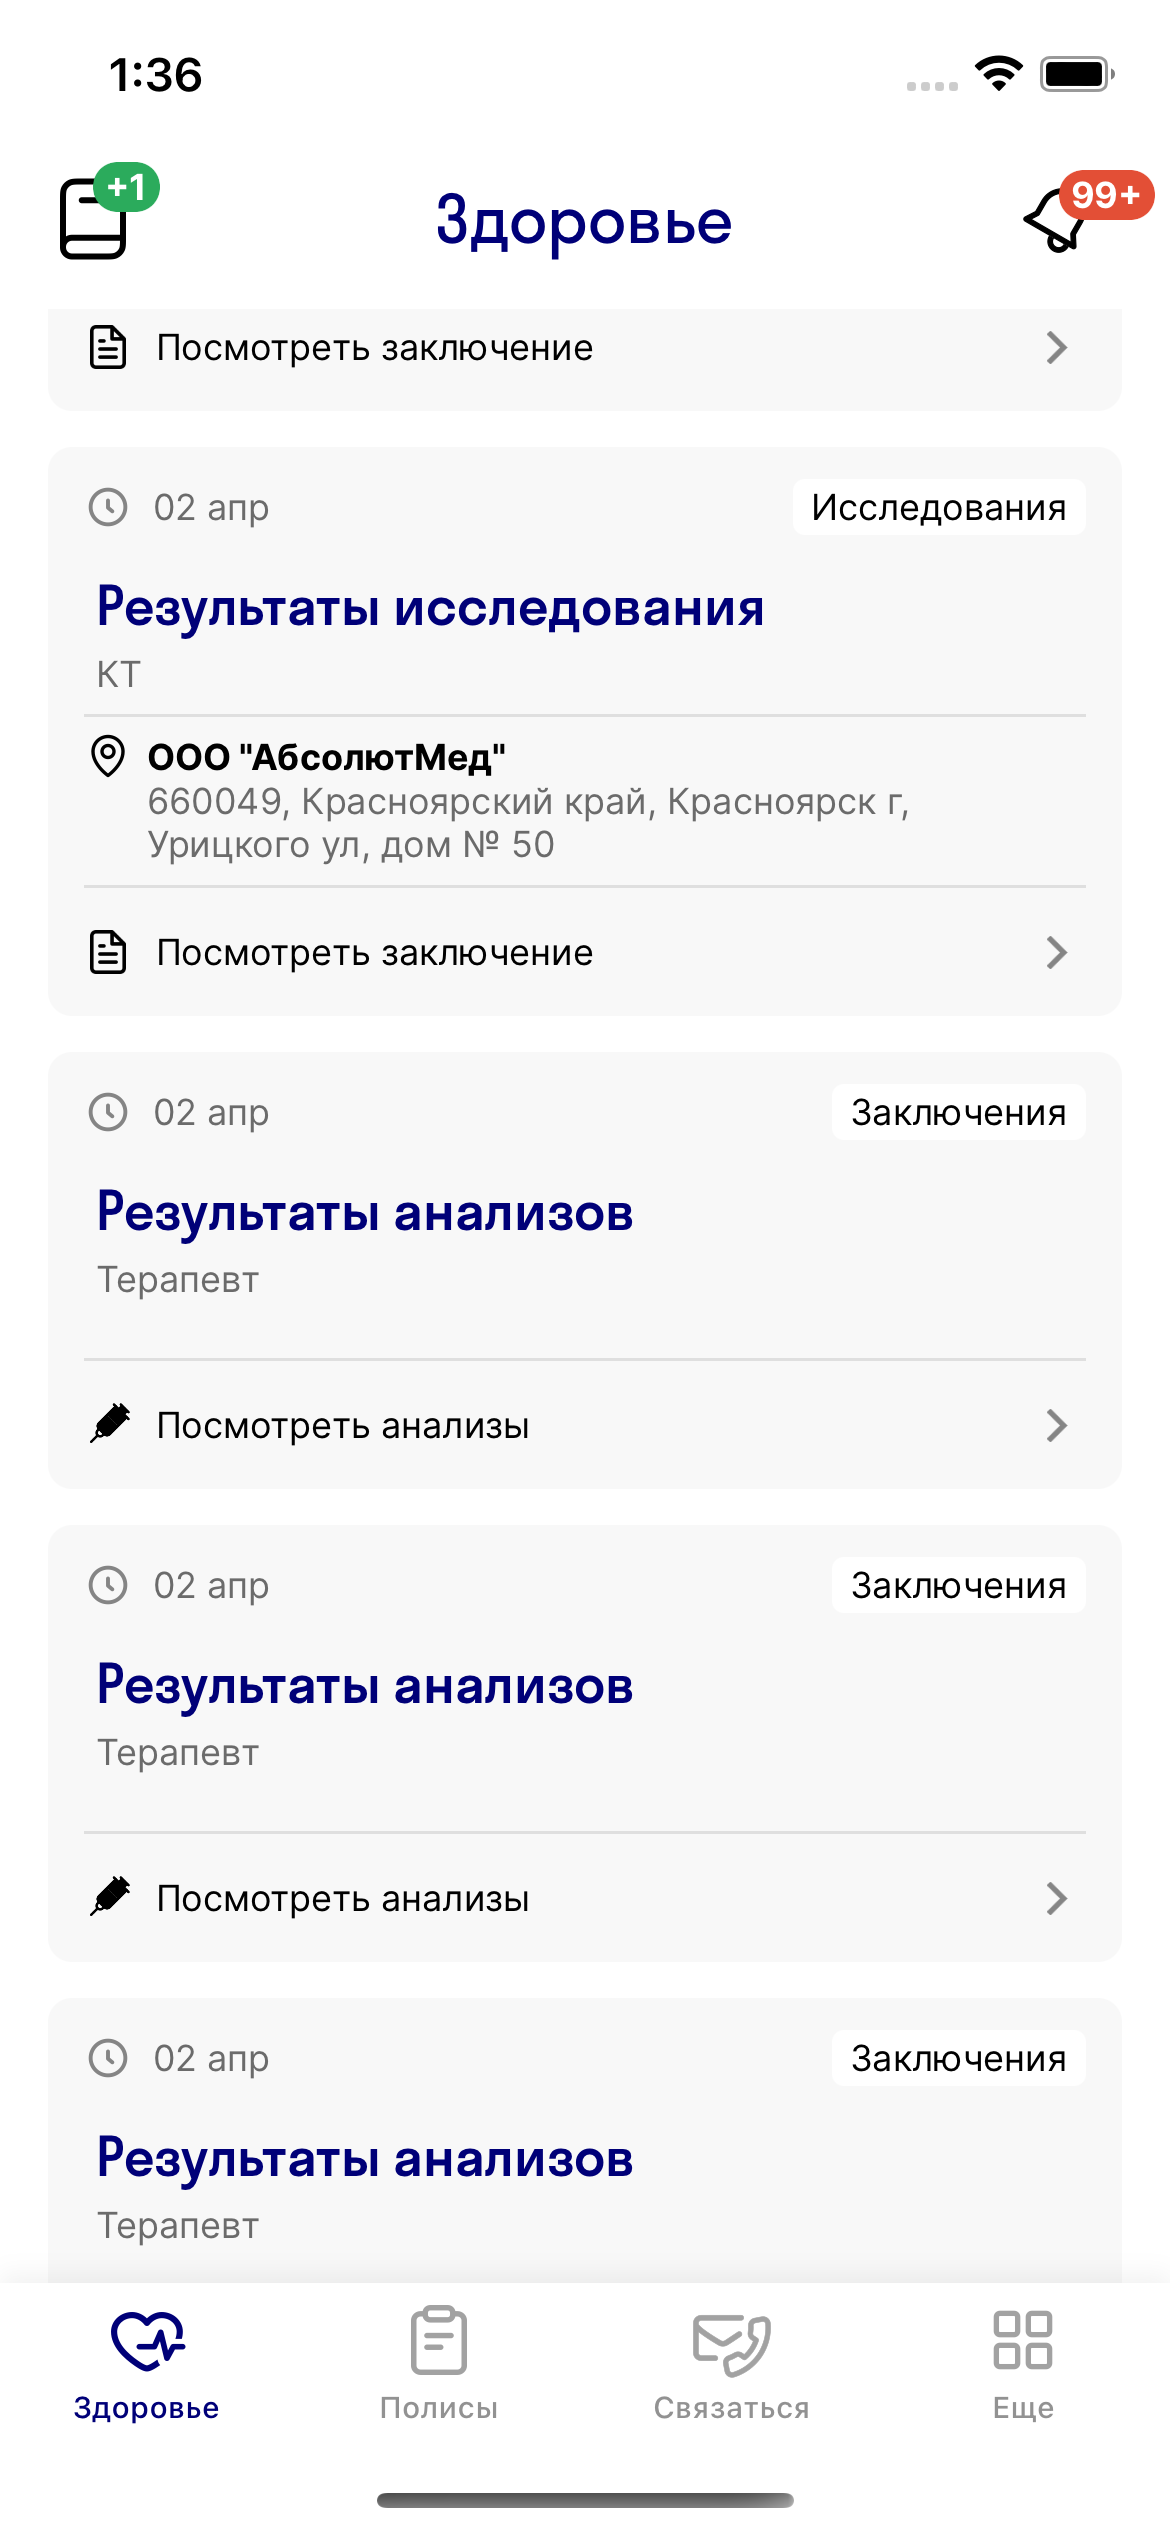 1:36
+1
Здоровье
99+
Посмотреть заключение
02 апр
Исследования
Результаты исследования
КТ
ООО "АбсолютМед"
660049, Красноярский край, Красноярск г,
Урицкого ул, дом № 50
Посмотреть заключение
02 апр
Заключения
Результаты анализов
Терапевт
Посмотреть анализы
02 апр
Заключения
Результаты анализов
Терапевт
Посмотреть анализы
02 апр
Заключения
Результаты анализов
Терапевт
Здоровье
Полисы
Связаться
Еще